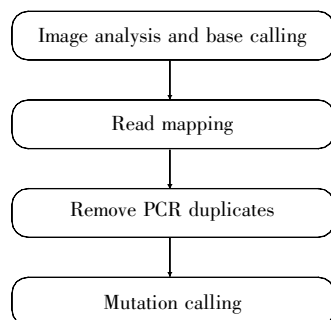 Image analysis and base calling
Read mapping
Remove PCR duplicates
Mutation calling